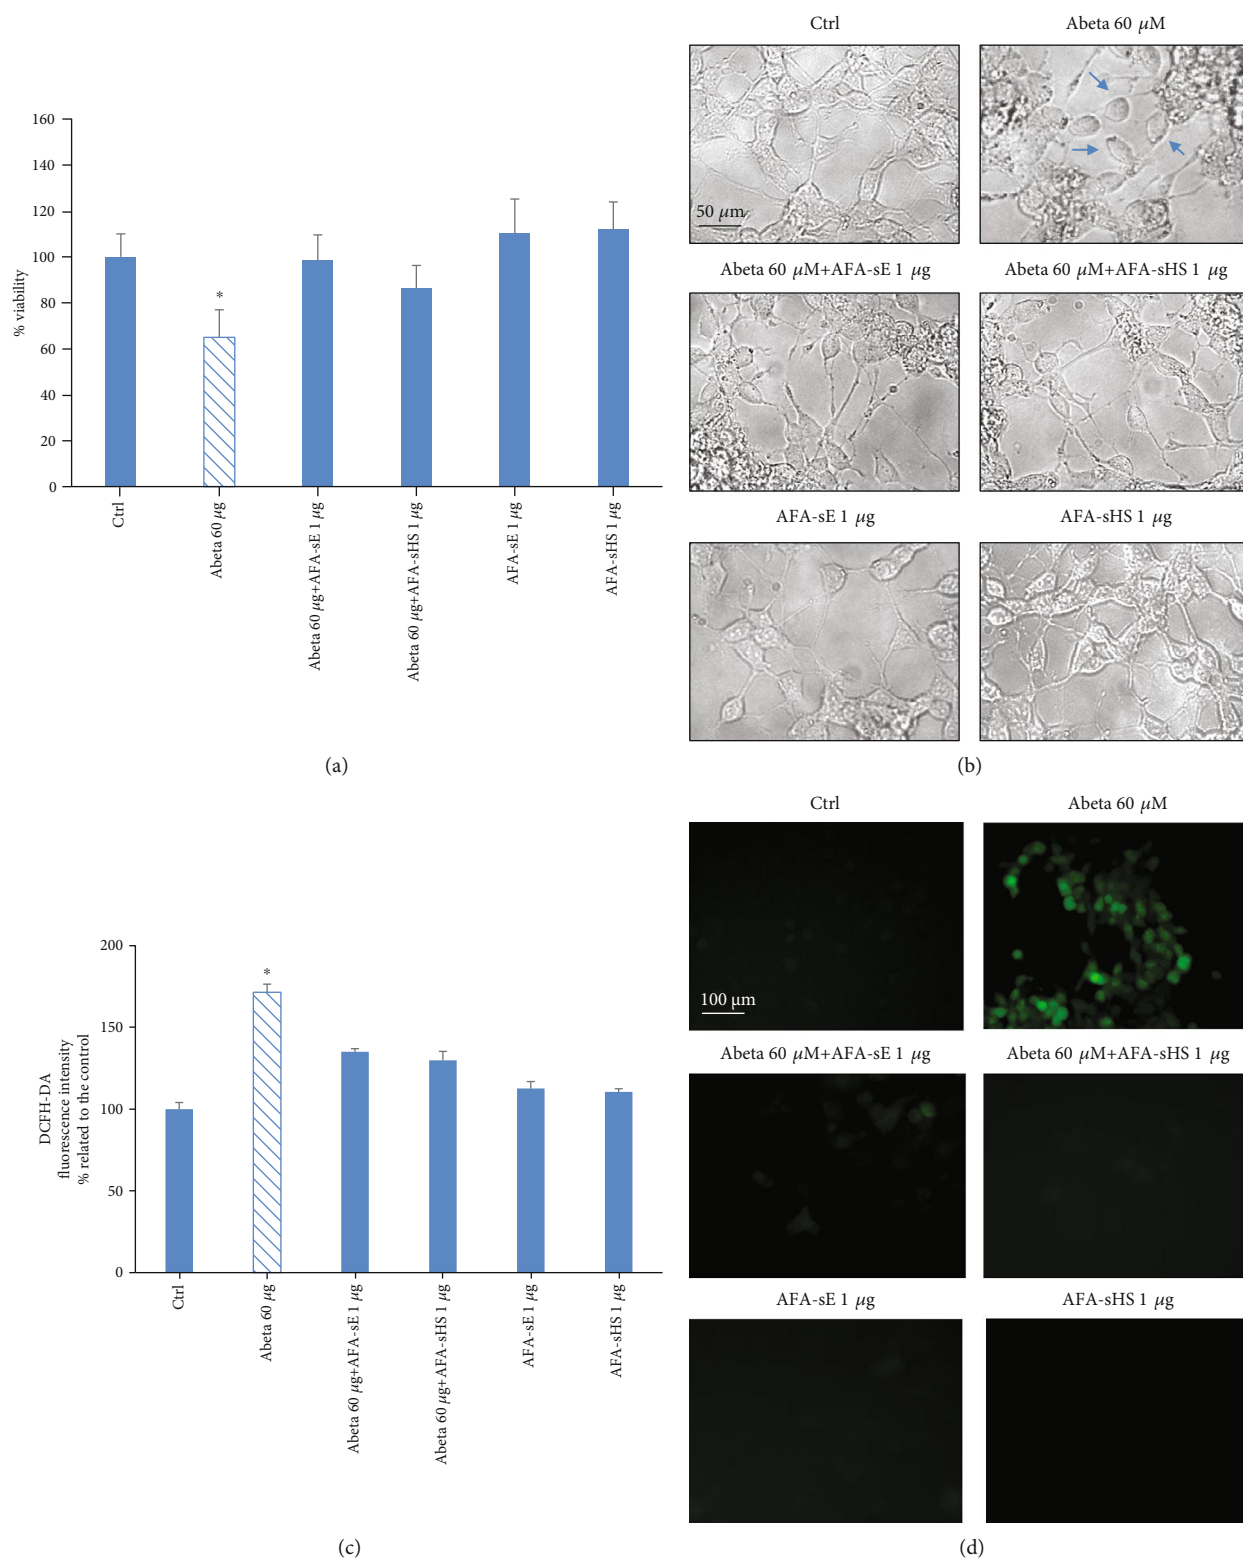 160
140
120
100
80
60
40
20
0
% viability
*
Ctrl
Abeta 60 µg
Abeta 60 µg+AFA-sE 1 µg
Abeta 60 µg+AFA-sHS 1 µg
AFA-sE 1 µg
AFA-sHS 1 µg
(a)
Ctrl
Abeta 60 µM
50 µm
Abeta 60 µM+AFA-sE 1 µg
Abeta 60 µM+AFA-sHS 1 µg
AFA-sE 1 µg
AFA-sHS 1 µg
(b)
200
150
100
50
0
DCFH-DA
fluorescence intensity
% related to the control
*
Ctrl
Abeta 60 µg
Abeta 60 µg+AFA-sE 1 µg
Abeta 60 µg+AFA-sHS 1 µg
AFA-sE 1 µg
AFA-sHS 1 µg
(c)
Ctrl
Abeta 60 µM
100 µm
Abeta 60 µM+AFA-sE 1 µg
Abeta 60 µM+AFA-sHS 1 µg
AFA-sE 1 µg
AFA-sHS 1 µg
(d)